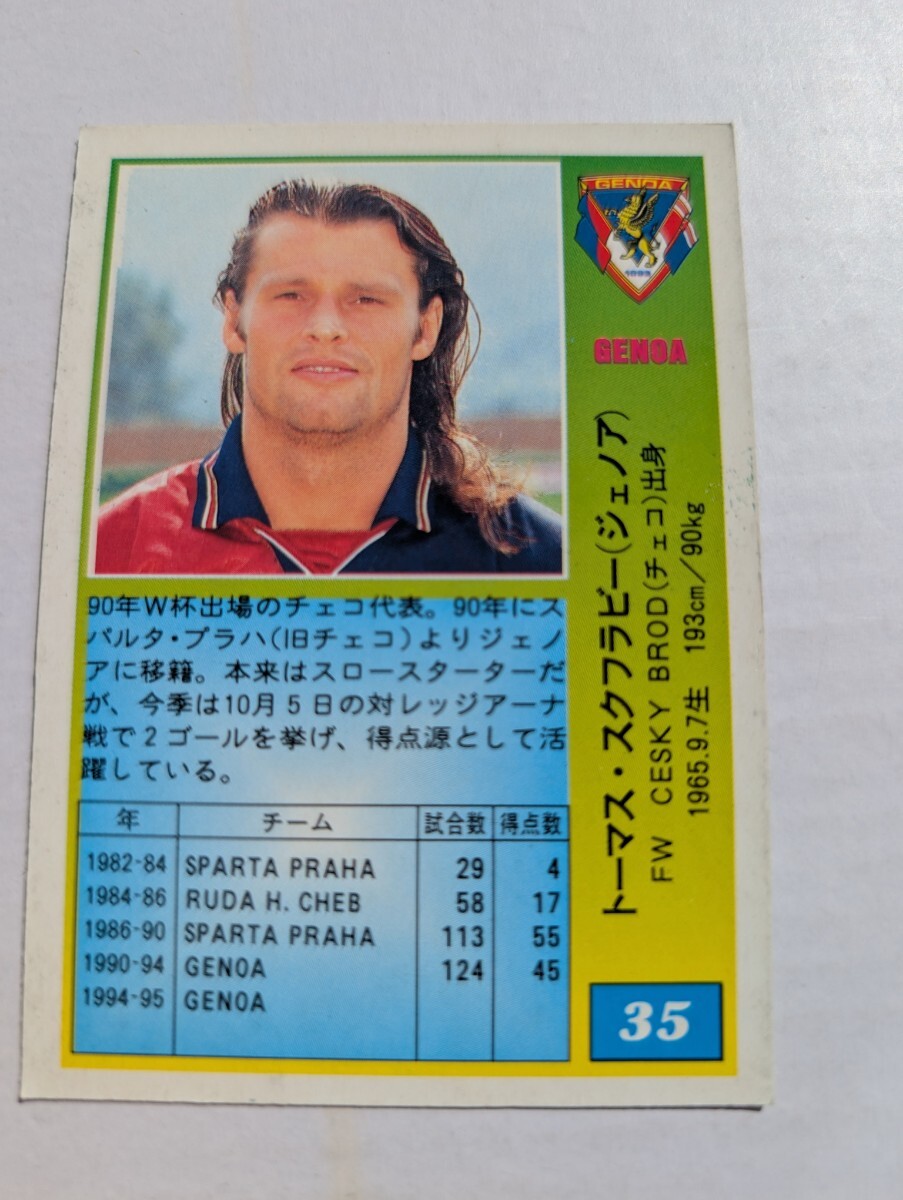 GENOA
1893
GENOA
トーマス・スクフラビー(ジェノア)
FW CESKY BROD(チェコ)出身
1965.9.7生 193cm/90kg
90年W杯出場のチェコ代表。90年にス
パルタ・プラハ(旧チェコ)よりジェノ
アに移籍。本来はスロースターターだ
が、今季は10月5日の対レッジアーナ
戦で2ゴールを挙げ、得点源として活
躍している。
年 チーム 試合数 得点数
1982-84 SPARTA PRAHA 29 4
1984-86 RUDA H. CHEB 58 17
1986-90 SPARTA PRAHA 113 55
1990-94 GENOA 124 45
1994-95 GENOA
35